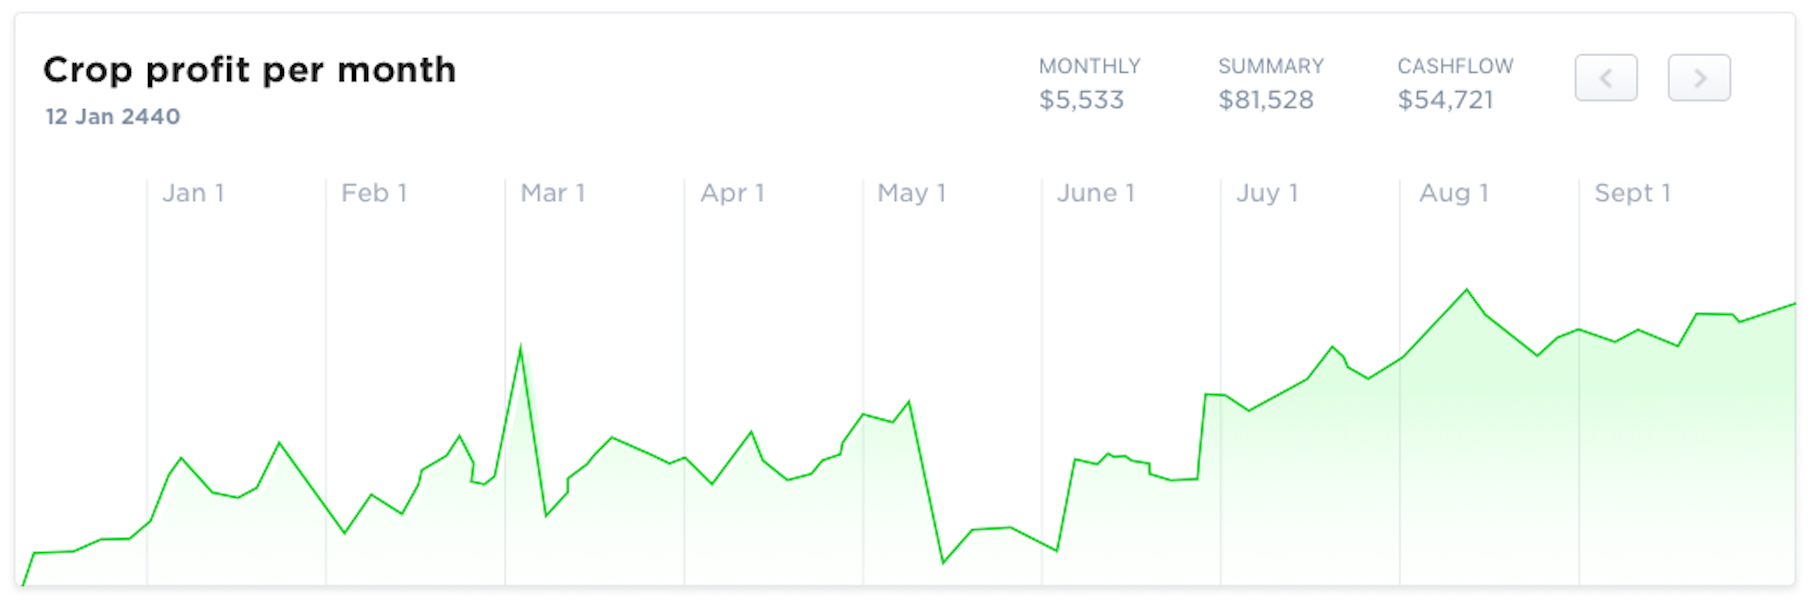 Crop profit per month
12 Jan 2440
MONTHLY
$5,533
SUMMARY
$81,528
CASHFLOW
$54,721
Jan 1
Feb 1
Mar 1
Apr 1
May 1
June 1
Juy 1
Aug 1
Sept 1